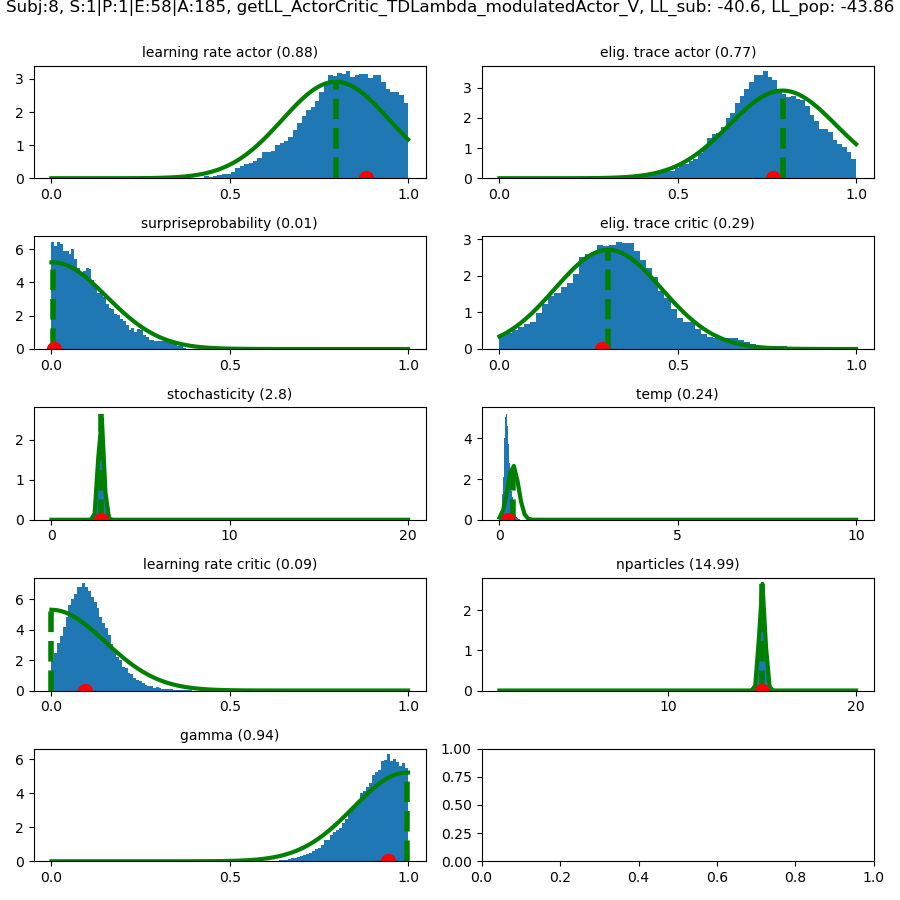 Subj:8, S:1|P:1|E:58|A:185, getLL_ActorCritic_TDLambda_modulatedActor_V, LL_sub: -40.6, LL_pop: -43.86
learning rate actor (0.88)
elig. trace actor (0.77)
3
2
1
0
0.0 0.5 1.0
3
2
1
0
0.0 0.5 1.0
surpriseprobability (0.01)
elig. trace critic (0.29)
6
4
2
0
0.0 0.5 1.0
3
2
1
0
0.0 0.5 1.0
stochasticity (2.8)
temp (0.24)
2
1
0
0 10 20
4
2
0
0 5 10
learning rate critic (0.09)
nparticles (14.99)
6
4
2
0
0.0 0.5 1.0
2
1
0
10 20
gamma (0.94)
6
4
2
0
0.0 0.5 1.0
1.00
0.75
0.50
0.25
0.00
0.0 0.2 0.4 0.6 0.8 1.0